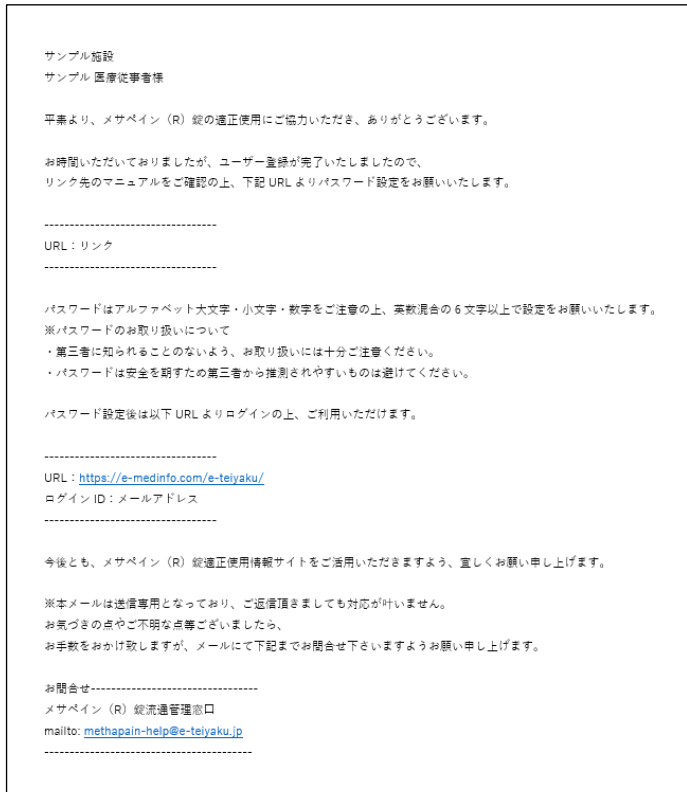 サンプル施設
サンプル 医療従事者様
平素より、メサペイン（R）錠の適正使用にご協力いただき、ありがとうございます。
お時間いただいておりましたが、ユーザー登録が完了いたしましたので、
リンク先のマニュアルをご確認の上、下記 URL よりパスワード設定をお願いいたします。
----------------------------------
URL：リンク
----------------------------------
パスワードはアルファベット大文字・小文字・数字をご注意の上、英数混合の 6 文字以上で設定をお願いいたします。
※パスワードのお取り扱いについて
・第三者に知られることのないよう、お取り扱いには十分ご注意ください。
・パスワードは安全を期すため第三者から推測されやすいものは避けてください。
パスワード設定後は以下 URL よりログインの上、ご利用いただけます。
----------------------------------
URL：https://e-medinfo.com/e-teiyaku/
ログイン ID：メールアドレス
----------------------------------
今後とも、メサペイン（R）錠適正使用情報サイトをご活用いただきますよう、宜しくお願い申し上げます。
※本メールは送信専用となっており、ご返信頂きましても対応が叶いません。
お気づきの点やご不明な点等ございましたら、
お手数をおかけ致しますが、メールにて下記までお問合せ下さいますようお願い申し上げます。
お問合せ---------------------------------
メサペイン（R）錠流通管理窓口
mailto: methapain-help@e-teiyaku.jp
-----------------------------------------